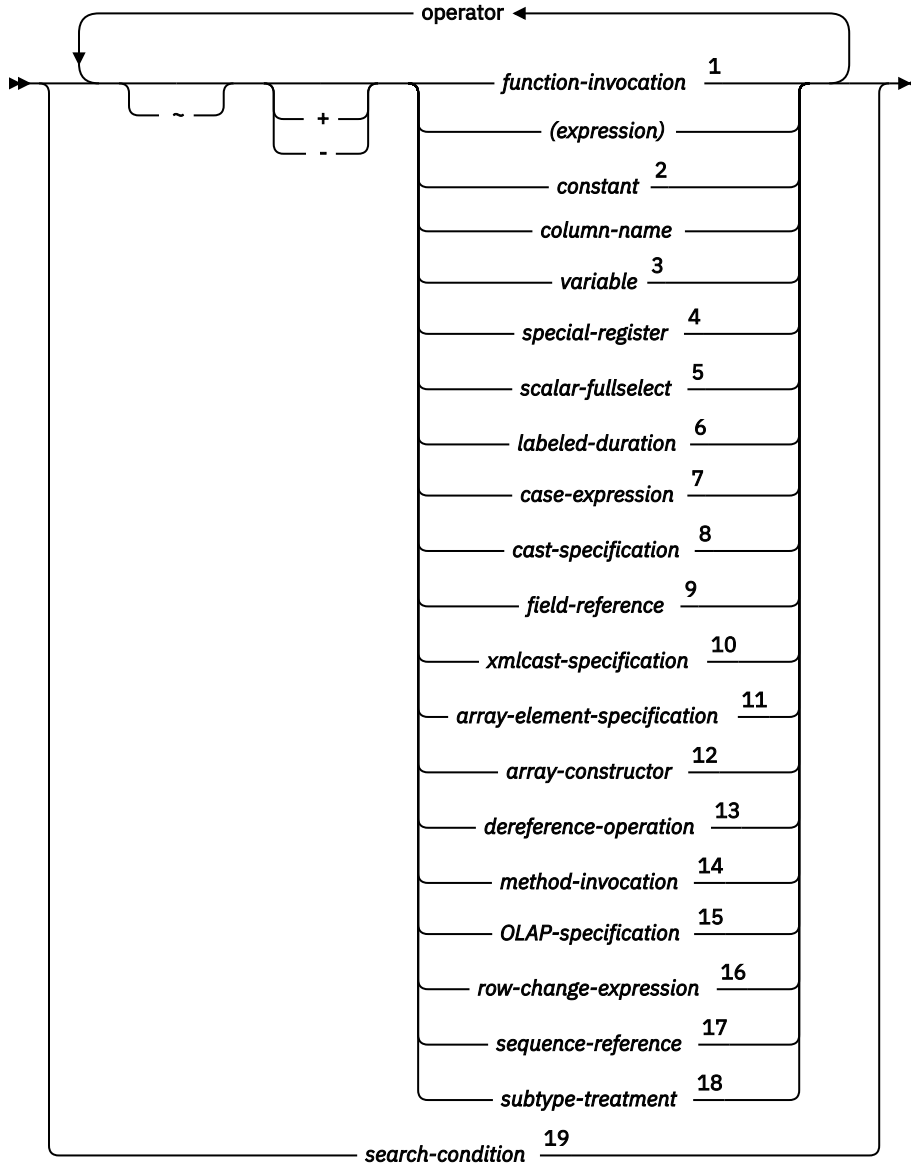 operator
function-invocation 1
~
+
-
(expression)
constant 2
column-name
variable 3
special-register 4
scalar-fullselect 5
labeled-duration 6
case-expression 7
cast-specification 8
field-reference 9
xmlcast-specification 10
array-element-specification 11
array-constructor 12
dereference-operation 13
method-invocation 14
OLAP-specification 15
row-change-expression 16
sequence-reference 17
subtype-treatment 18
search-condition 19